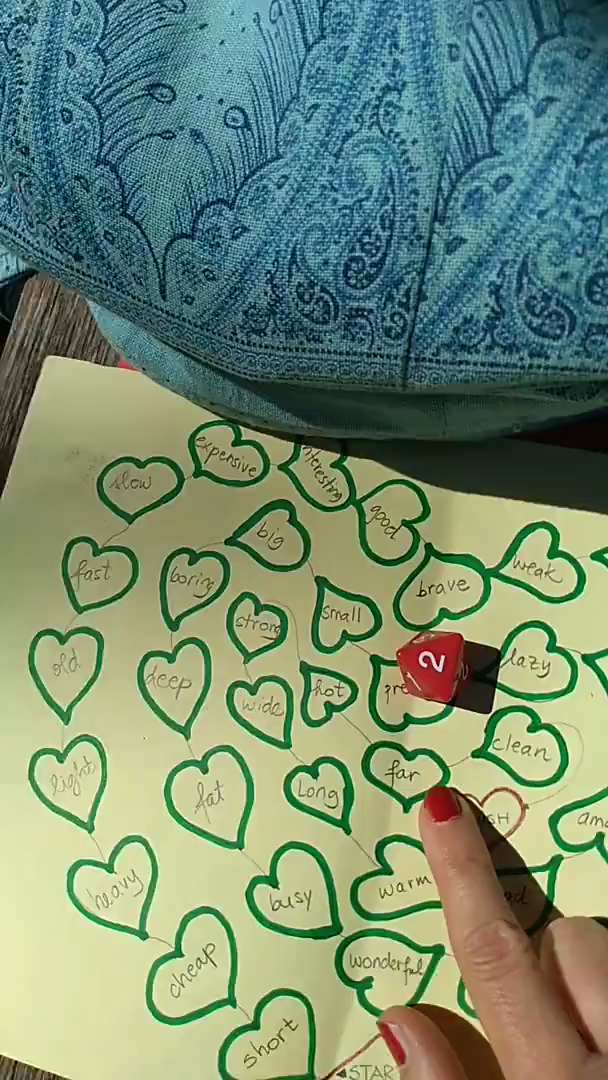 expensive
interesting
slow
good
big
weak
fast
boring
brave
small
strong
lazy
old
deep
hot
2
wide
clean
far
light
long
fat
warm
heavy
busy
wonderful
cheap
short